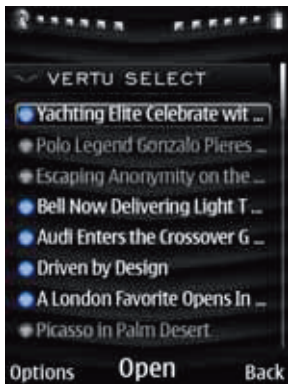 VERTU SELECT
Yachting Elite Celebrate wit ...
Polo Legend Gonzalo Pieres ...
Escaping Anonymity on the ...
Bell Now Delivering Light T ...
Audi Enters the Crossover G ...
Driven by Design
A London Favorite Opens In ...
Picasso in Palm Desert
Options Open Back